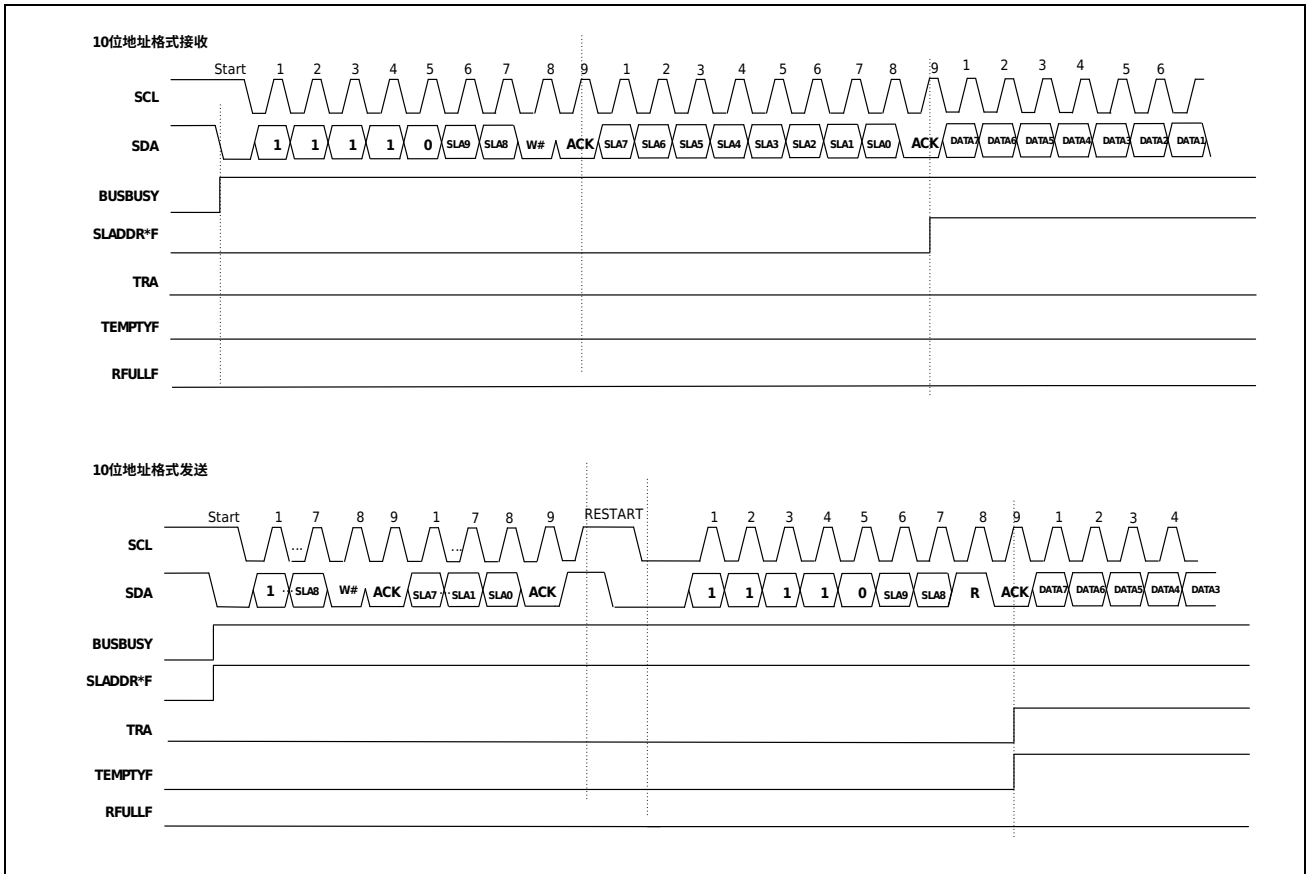 10位地址格式接收
Start 1 2 3 4 5 6 7 8 9 1 2 3 4 5 6 7 8 9 1 2 3 4 5 6
SCL
SDA 1 1 1 1 0 SLA9 SLA8 W# ACK SLA7 SLA6 SLA5 SLA4 SLA3 SLA2 SLA1 SLA0 ACK DATA7 DATA6 DATA5 DATA4 DATA3 DATA2 DATA1
BUSBUSY
SLADDR*F
TRA
TEMPTYF
RFULLF
10位地址格式发送
Start 1 7 8 9 1 7 8 9 RESTART 1 2 3 4 5 6 7 8 9 1 2 3 4
SCL ... ...
SDA 1 ... SLA8 W# ACK SLA7 ... SLA1 SLA0 ACK 1 1 1 1 0 SLA9 SLA8 R ACK DATA7 DATA6 DATA5 DATA4 DATA3
BUSBUSY
SLADDR*F
TRA
TEMPTYF
RFULLF